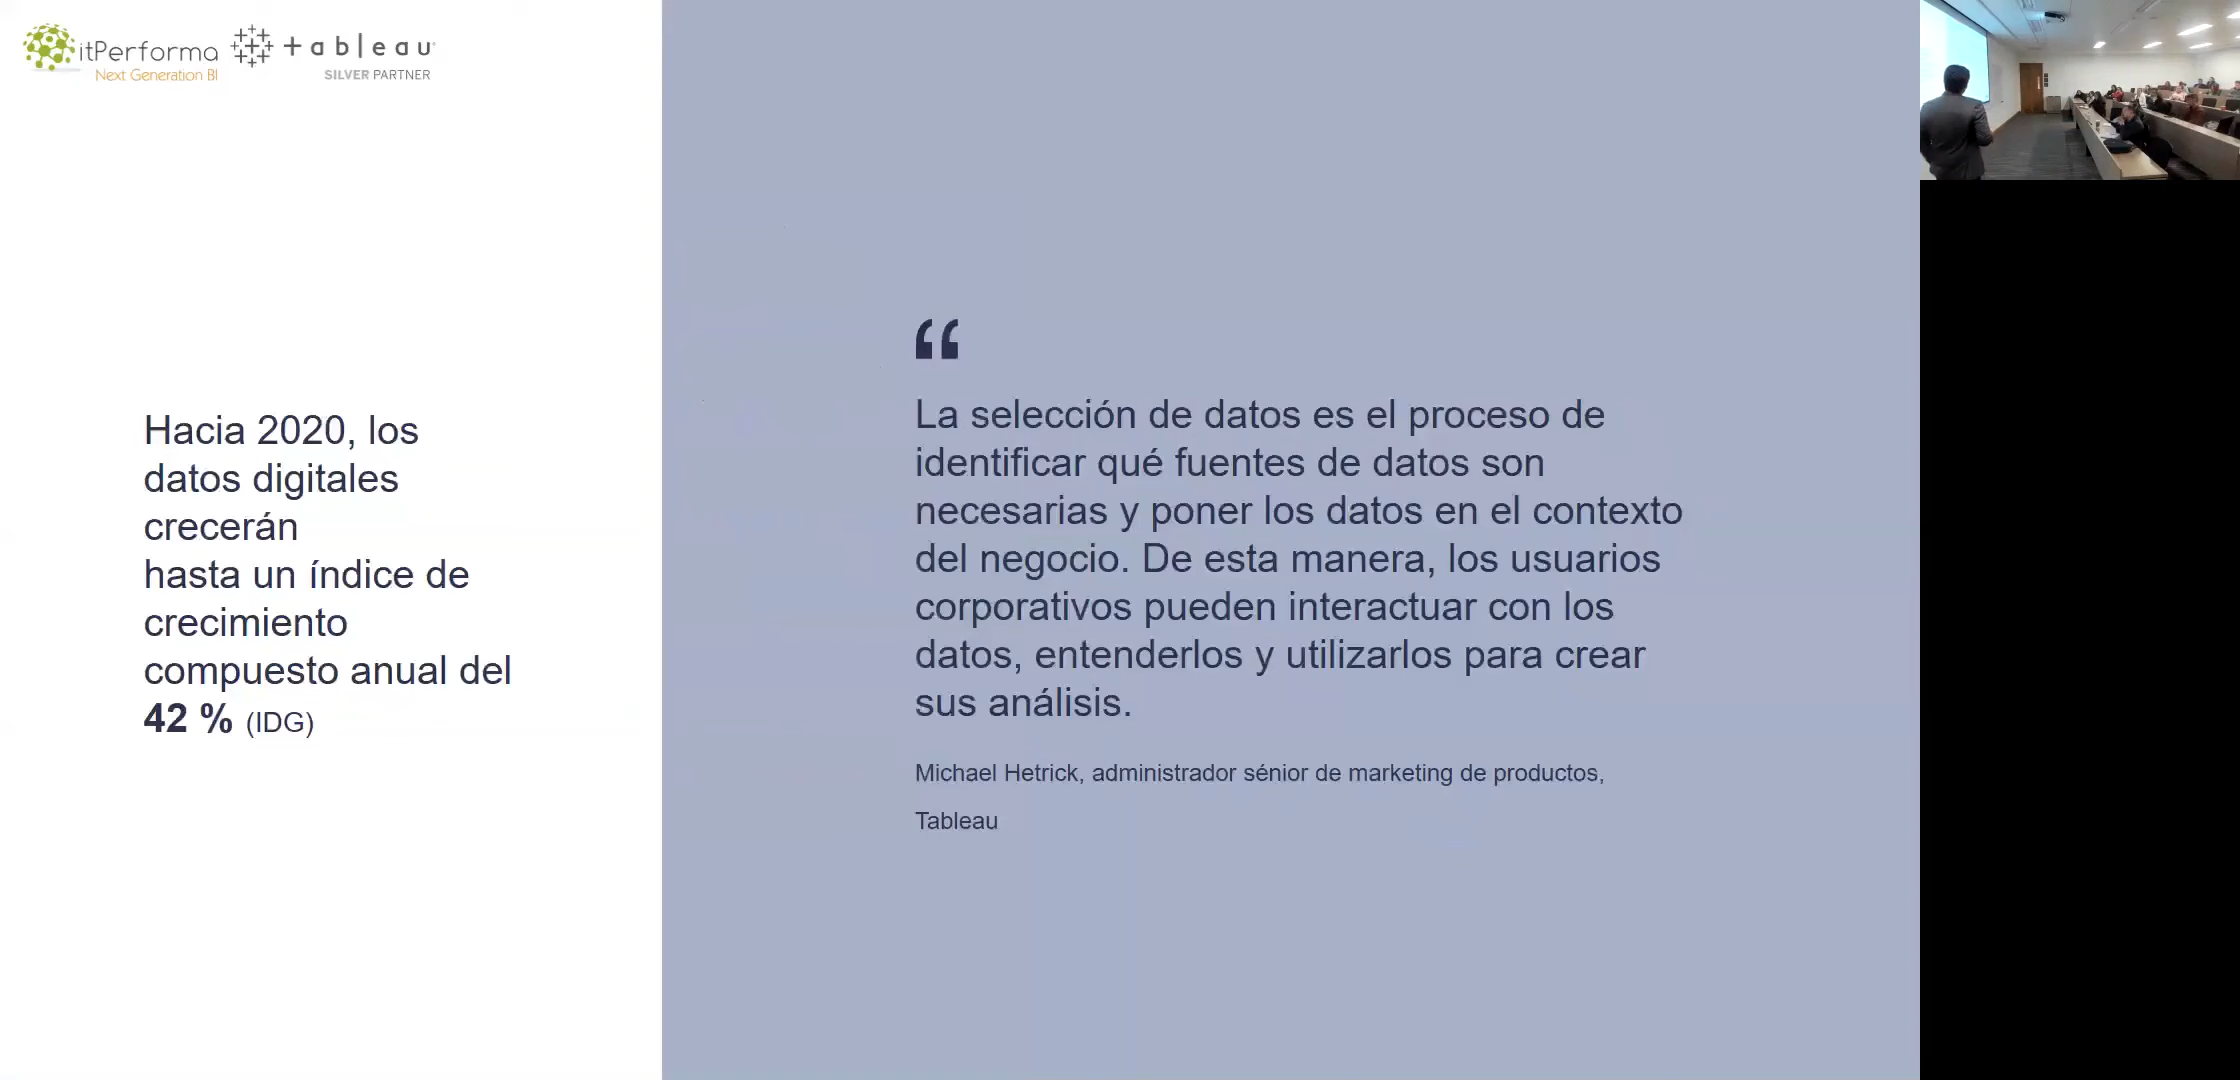 itPerforma
Next Generation BI
+ a b | e a u
SILVER PARTNER
Hacia 2020, los
datos digitales
crecerán
hasta un índice de
crecimiento
compuesto anual del
42 % (IDG)
“
La selección de datos es el proceso de
identificar qué fuentes de datos son
necesarias y poner los datos en el contexto
del negocio. De esta manera, los usuarios
corporativos pueden interactuar con los
datos, entenderlos y utilizarlos para crear
sus análisis.
Michael Hetrick, administrador sénior de marketing de productos,
Tableau